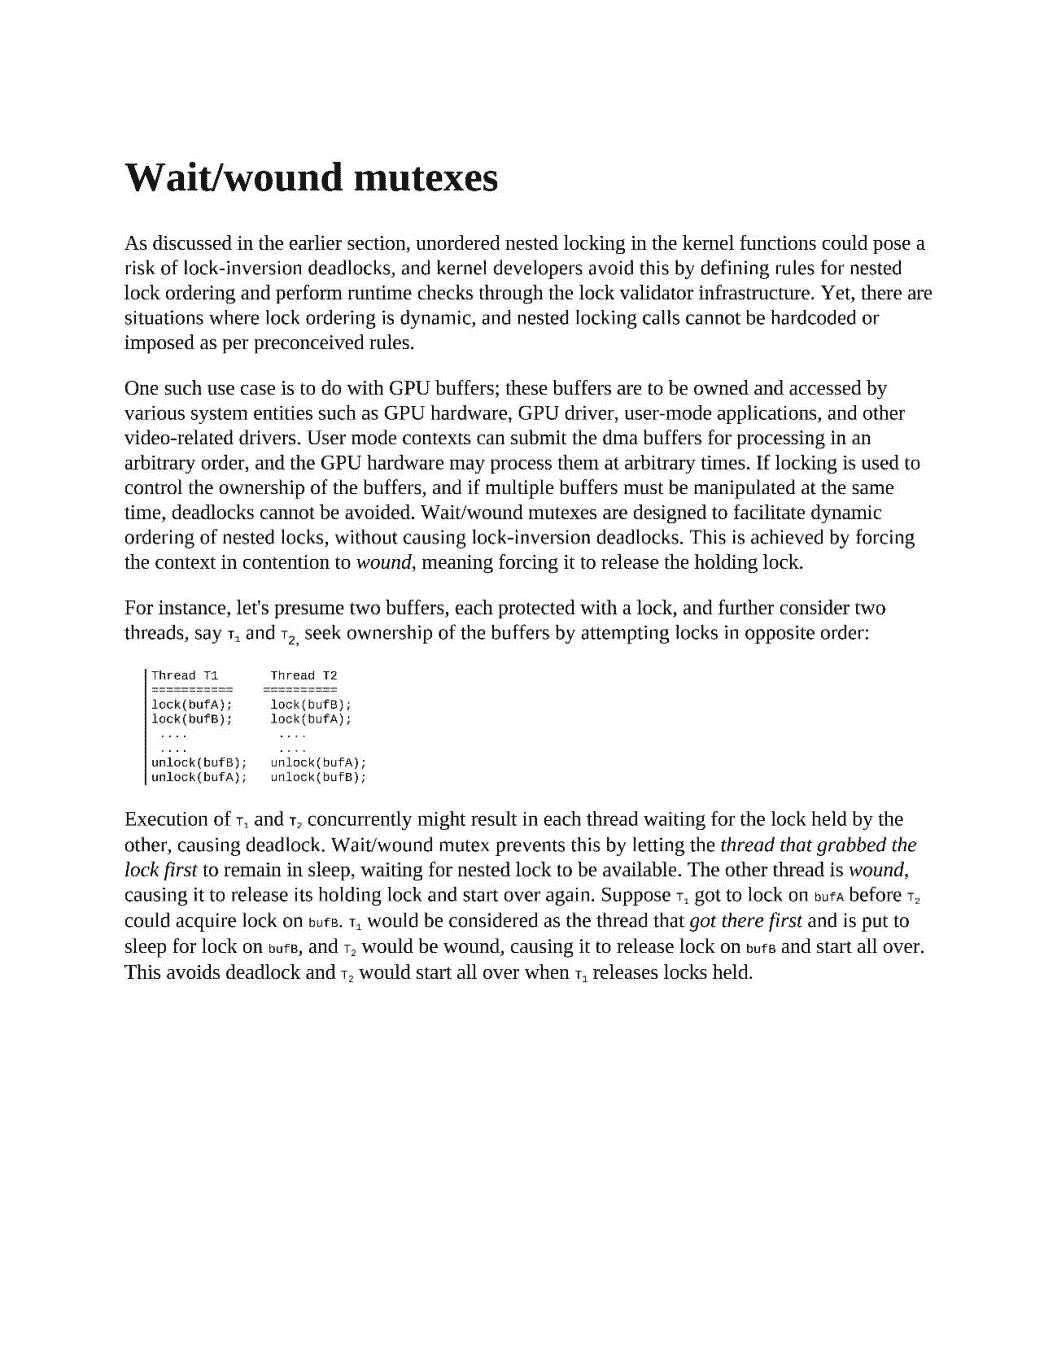 Wait/wound mutexes
As discussed in the earlier section, unordered nested locking in the kernel functions could pose a
risk of lock-inversion deadlocks, and kernel developers avoid this by defining rules for nested
lock ordering and perform runtime checks through the lock validator infrastructure. Yet, there are
situations where lock ordering is dynamic, and nested locking calls cannot be hardcoded or
imposed as per preconceived rules.
One such use case is to do with GPU buffers; these buffers are to be owned and accessed by
various system entities such as GPU hardware, GPU driver, user-mode applications, and other
video-related drivers. User mode contexts can submit the dma buffers for processing in an
arbitrary order, and the GPU hardware may process them at arbitrary times. If locking is used to
control the ownership of the buffers, and if multiple buffers must be manipulated at the same
time, deadlocks cannot be avoided. Wait/wound mutexes are designed to facilitate dynamic
ordering of nested locks, without causing lock-inversion deadlocks. This is achieved by forcing
the context in contention to wound, meaning forcing it to release the holding lock.
For instance, let's presume two buffers, each protected with a lock, and further consider two
threads, say T₁ and T₂, seek ownership of the buffers by attempting locks in opposite order:
Thread T1       Thread T2
===========    ==========
lock(bufA);     lock(bufB);
lock(bufB);     lock(bufA);
 ....            ....
 ....            ....
unlock(bufB);   unlock(bufA);
unlock(bufA);   unlock(bufB);
Execution of T₁ and T₂ concurrently might result in each thread waiting for the lock held by the
other, causing deadlock. Wait/wound mutex prevents this by letting the thread that grabbed the
lock first to remain in sleep, waiting for nested lock to be available. The other thread is wound,
causing it to release its holding lock and start over again. Suppose T₁ got to lock on bufA before T₂
could acquire lock on bufB. T₁ would be considered as the thread that got there first and is put to
sleep for lock on bufB, and T₂ would be wound, causing it to release lock on bufB and start all over.
This avoids deadlock and T₂ would start all over when T₁ releases locks held.